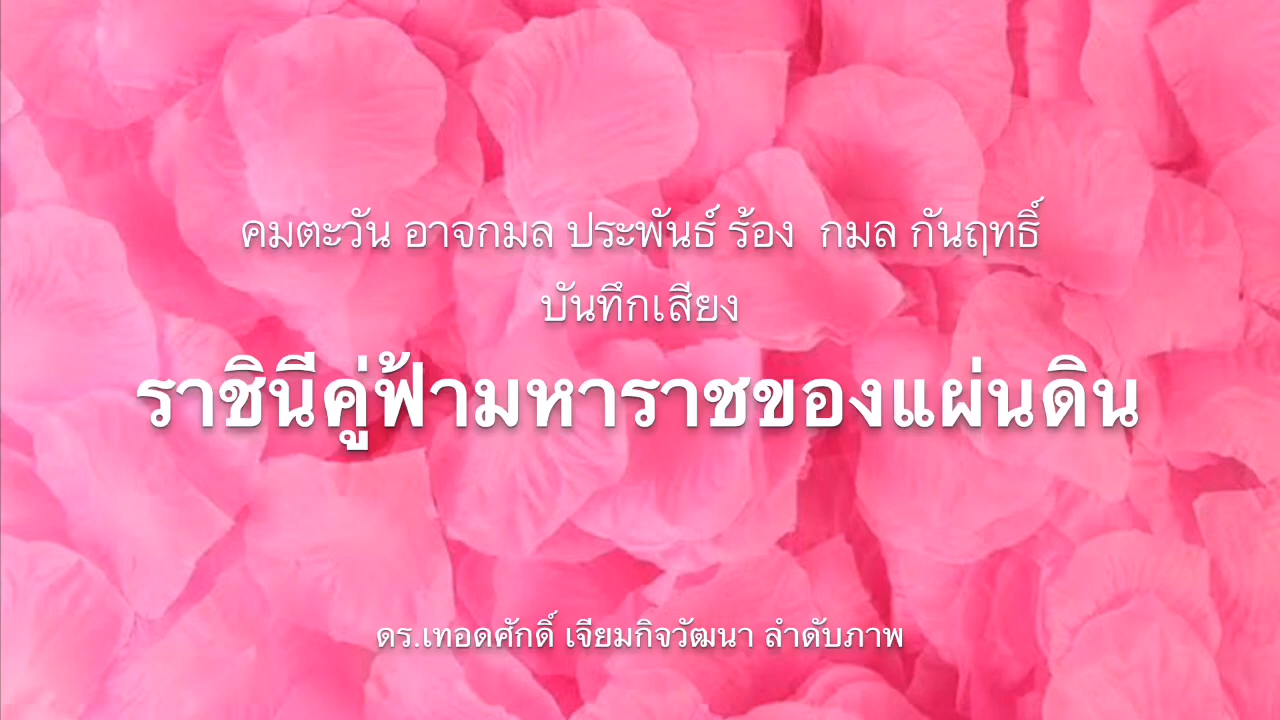 คมตะวัน อาจกมล ประพันธ์ ร้อง  กมล กันฤทธิ์
บันทึกเสียง
ราชินีคู่ฟ้ามหาราชของแผ่นดิน
ดร.เทอดศักดิ์ เจียมกิจวัฒนา ลำดับภาพ